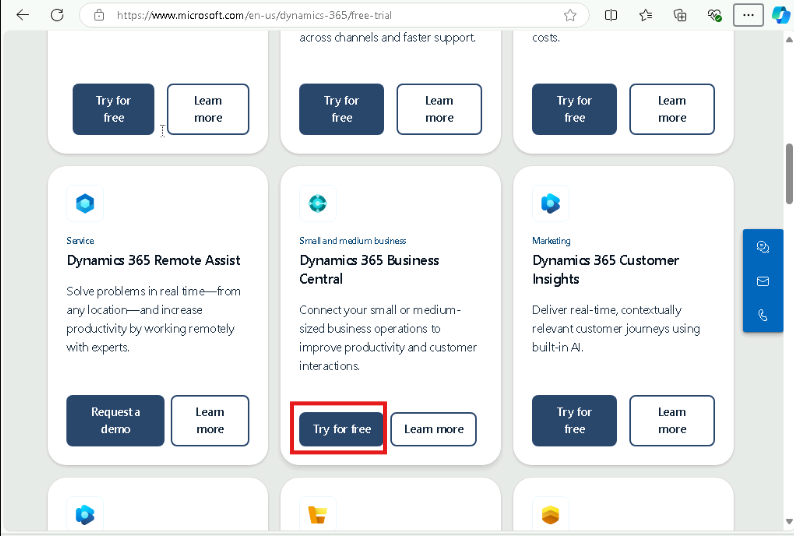 https://www.microsoft.com/en-us/dynamics-365/free-trial
across channels and faster support.
costs.
Try for
free
Learn
more
Try for
free
Learn
more
Try for
free
Learn
more
Service
Dynamics 365 Remote Assist
Solve problems in real time—from
any location—and increase
productivity by working remotely
with experts.
Request a
demo
Learn
more
Small and medium business
Dynamics 365 Business
Central
Connect your small or medium-
sized business operations to
improve productivity and customer
interactions.
Try for free
Learn more
Marketing
Dynamics 365 Customer
Insights
Deliver real-time, contextually
relevant customer journeys using
built-in AI.
Try for
free
Learn
more